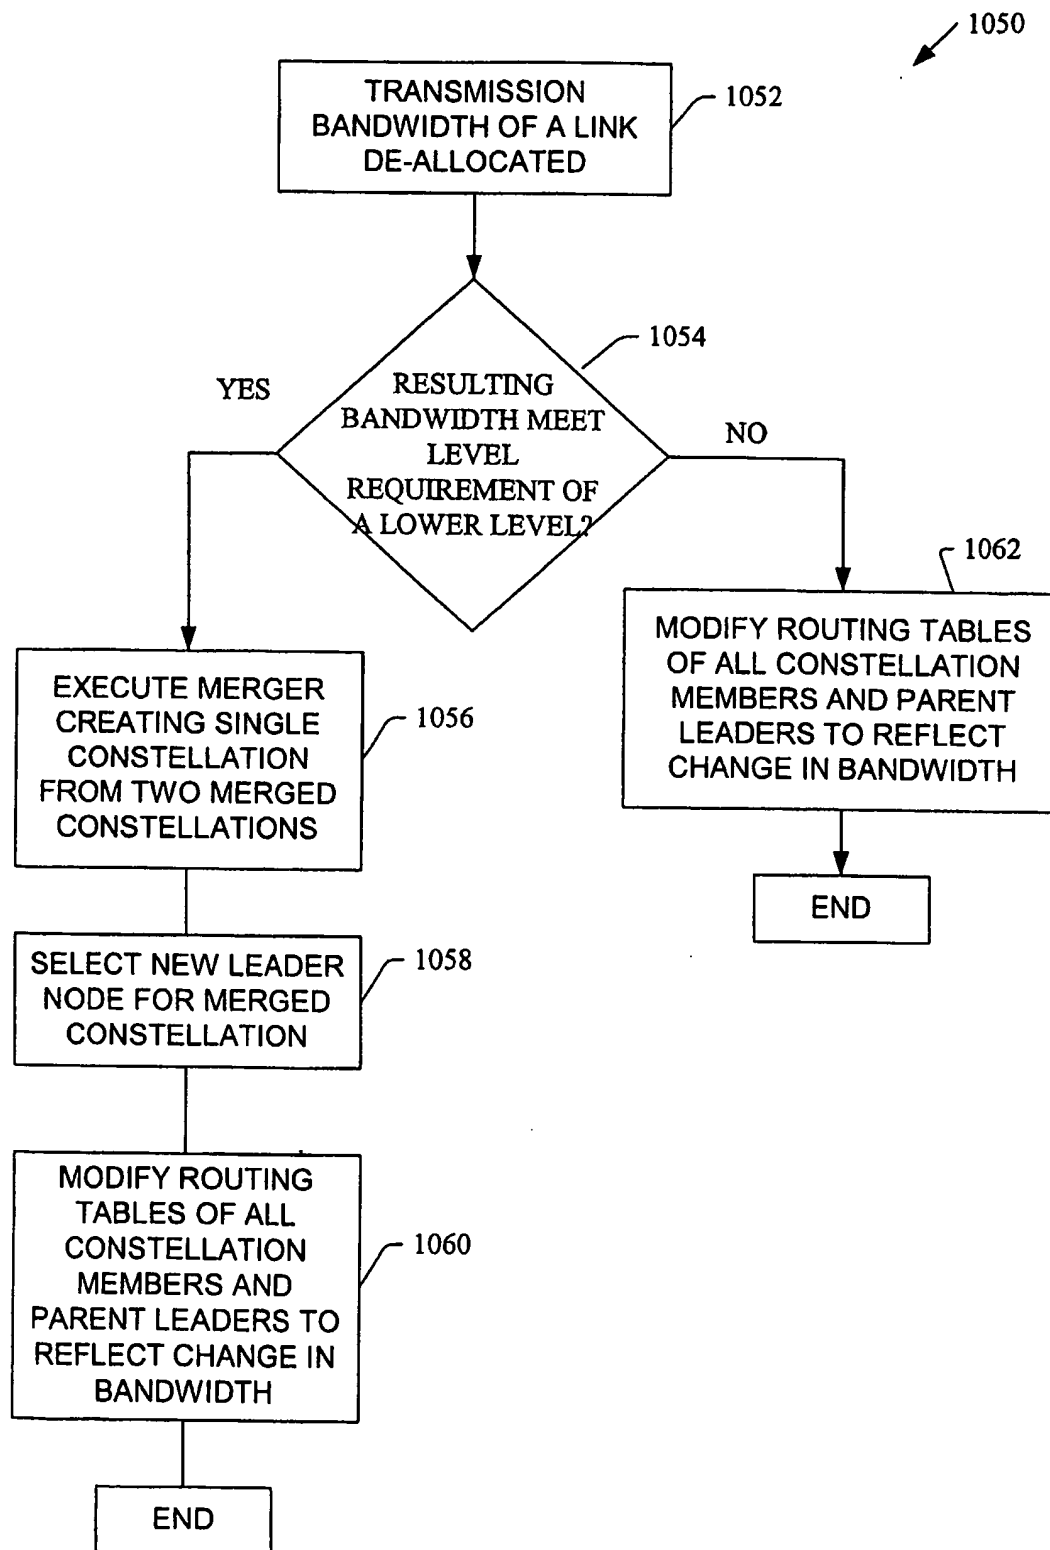 1050
TRANSMISSION
BANDWIDTH OF A LINK
DE-ALLOCATED
1052
1054
RESULTING
BANDWIDTH MEET
LEVEL
REQUIREMENT OF
A LOWER LEVEL?
YES
NO
1062
MODIFY ROUTING TABLES
OF ALL CONSTELLATION
MEMBERS AND PARENT
LEADERS TO REFLECT
CHANGE IN BANDWIDTH
END
EXECUTE MERGER
CREATING SINGLE
CONSTELLATION
FROM TWO MERGED
CONSTELLATIONS
1056
SELECT NEW LEADER
NODE FOR MERGED
CONSTELLATION
1058
MODIFY ROUTING
TABLES OF ALL
CONSTELLATION
MEMBERS AND
PARENT LEADERS TO
REFLECT CHANGE IN
BANDWIDTH
1060
END